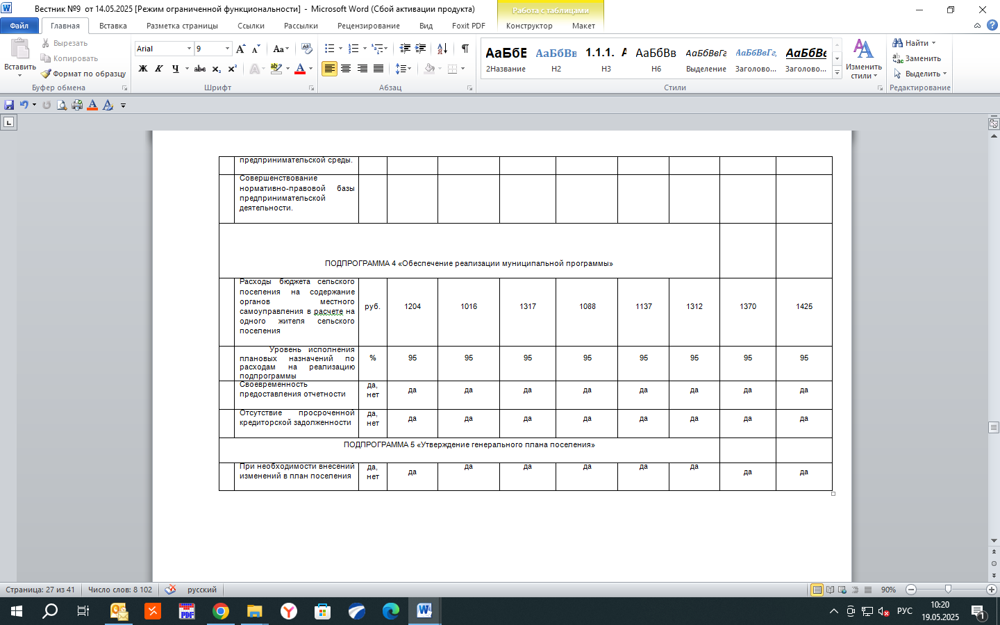 Вестник №9 от 14.05.2025 [Режим ограниченной функциональности] - Microsoft Word (Сбой активации продукта)
Работа с таблицами
Файл Главная Вставка Разметка страницы Ссылки Рассылки Рецензирование Вид Foxit PDF Конструктор Макет
Вставить
Вырезать
Копировать
Формат по образцу
Буфер обмена
Arial 9
Ж К Ч abc x₂ x²
Шрифт
Абзац
АаБбВ АаБбВв 1.1.1. А АаБбВв АаБбВвГг АаБбВвГг, АаБбВв
2Название H2 H3 H6 Выделение Заголово... Заголово...
Стили
Изменить
стили
Найти
Заменить
Выделить
Редактирование
предпринимательской среды.
Совершенствование
нормативно-правовой базы
предпринимательской
деятельности.
ПОДПРОГРАММА 4 «Обеспечение реализации муниципальной программы»
Расходы бюджета сельского
поселения на содержание
органов местного
самоуправления в расчете на
одного жителя сельского
поселения
руб. 1204 1016 1317 1088 1137 1312 1370 1425
Уровень исполнения
плановых назначений по
расходам на реализацию
подпрограммы
% 95 95 95 95 95 95 95 95
Своевременность
предоставления отчетности
да,
нет
да да да да да да да да
Отсутствие просроченной
кредиторской задолженности
да,
нет
да да да да да да да да
ПОДПРОГРАММА 5 «Утверждение генерального плана поселения»
При необходимости внесений
изменений в план поселения
да,
нет
да да да да да да да да
Страница: 27 из 41 Число слов: 8 102 русский 90%
РУС
10:20
19.05.2025
1